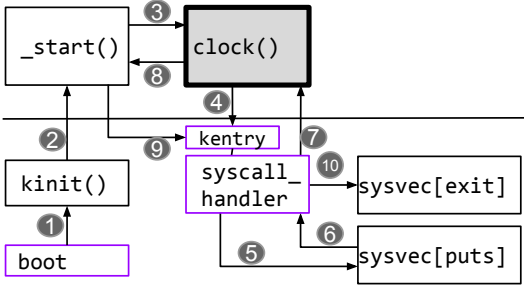 3
_start()
clock()
8
4
2
9
kentry
7
kinit()
syscall_
handler
10
sysvec[exit]
1
5
6
boot
sysvec[puts]